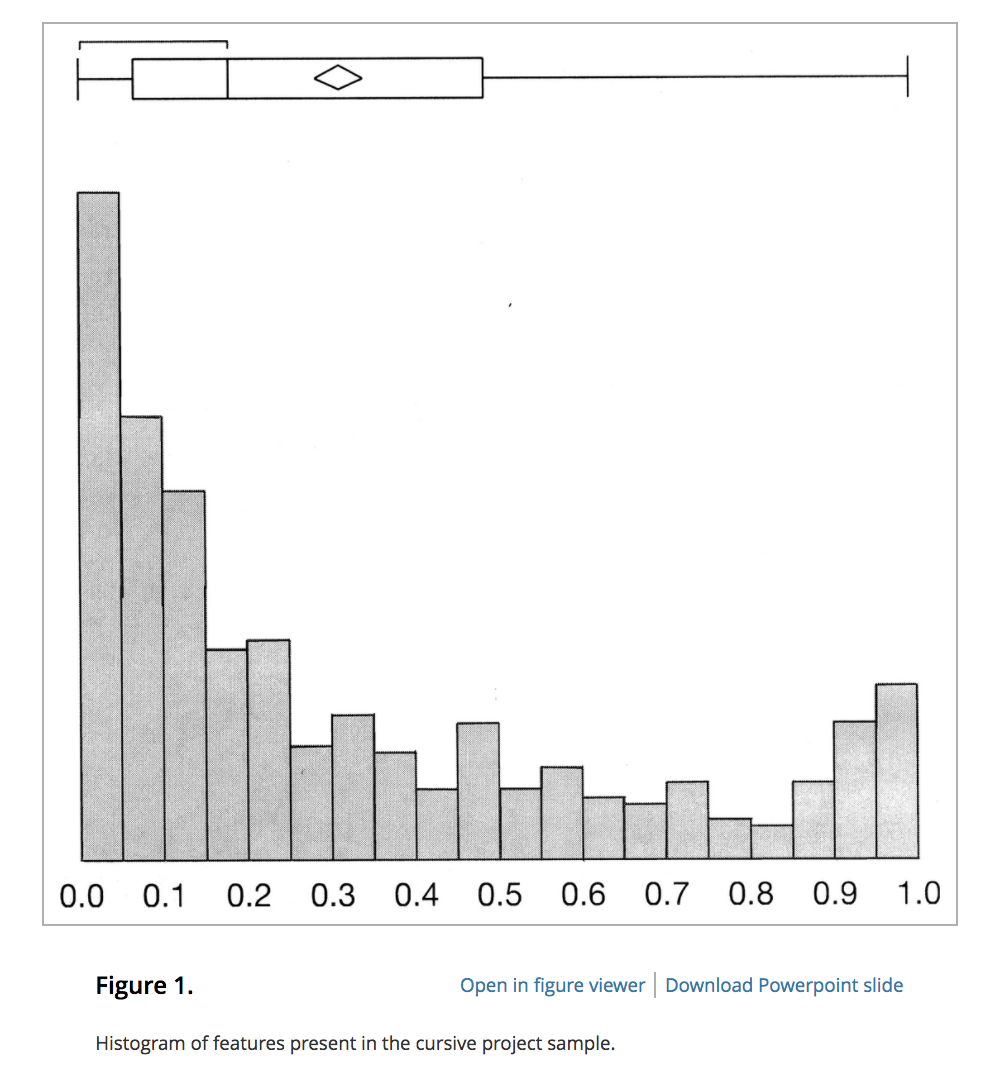 0.0 0.1 0.2 0.3 0.4 0.5 0.6 0.7 0.8 0.9 1.0
Figure 1. Open in figure viewer Download Powerpoint slide
Histogram of features present in the cursive project sample.